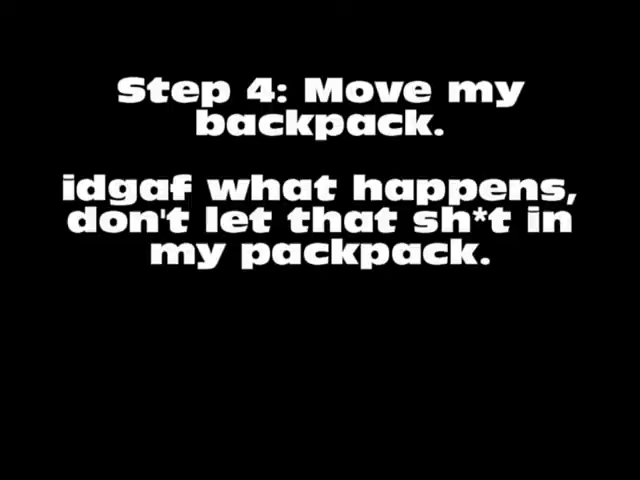 Step 4: Move my
backpack.
idgaf what happens,
don't let that sh*t in
my packpack.